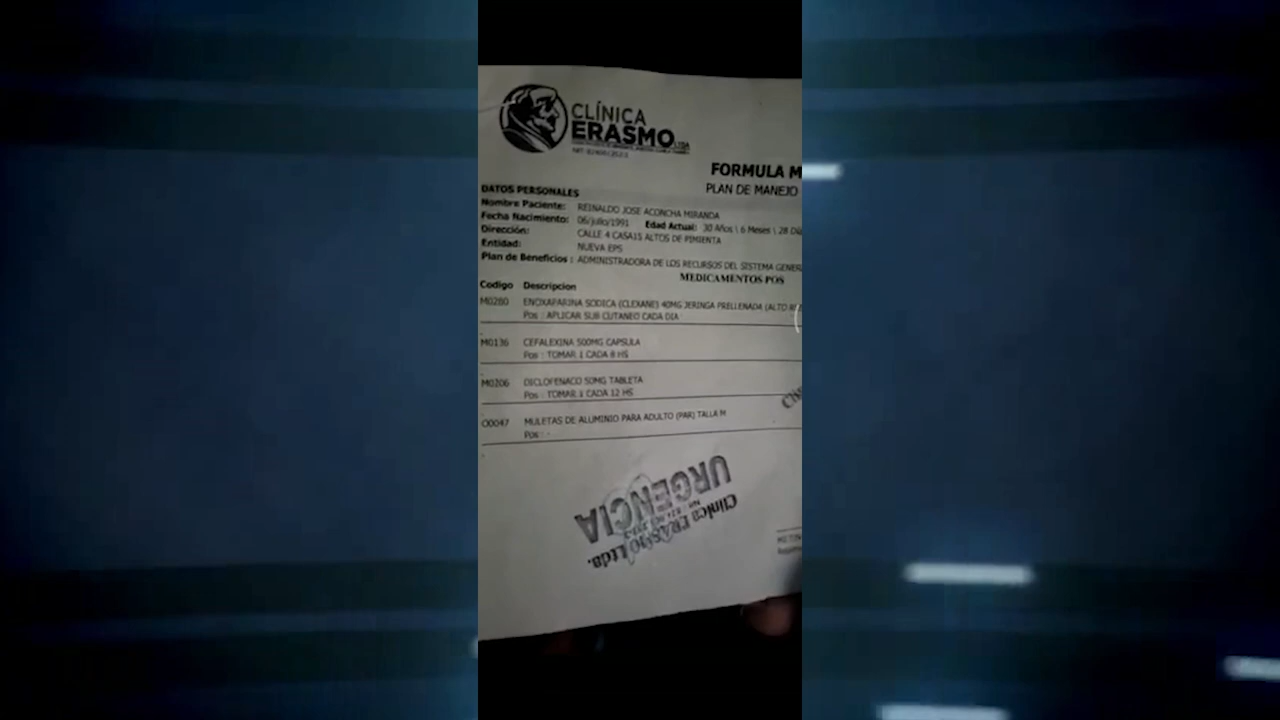 CLÍNICA
ERASMO LTDA
FORMULA M
PLAN DE MANEJO
DATOS PERSONALES
Nombre Paciente: REINALDO JOSE ACONCHA MIRANDA
Fecha Nacimiento: 06/julio/1991 Edad Actual: 30 Años \ 6 Meses \ 28 Día
Dirección: CALLE 4 CASA15 ALTOS DE PIMIENTA
Entidad: NUEVA EPS
Plan de Beneficios : ADMINISTRADORA DE LOS RECURSOS DEL SISTEMA GENER
MEDICAMENTOS POS
Codigo Descripcion
M0280 ENOXAPARINA SODICA (CLEXANE) 40MG JERINGA PRELLENADA (ALTO
Pos : APLICAR SUB CUTANEO CADA DIA
M0136 CEFALEXINA 500MG CAPSULA
Pos : TOMAR 1 CADA 8 HS
M0206 DICLOFENACO 50MG TABLETA
Pos : TOMAR 1 CADA 12 HS
O0047 MULETAS DE ALUMINIO PARA ADULTO (PAR) TALLA M
Pos : -
Clínica ERASMO Ltda.
URGENCIA